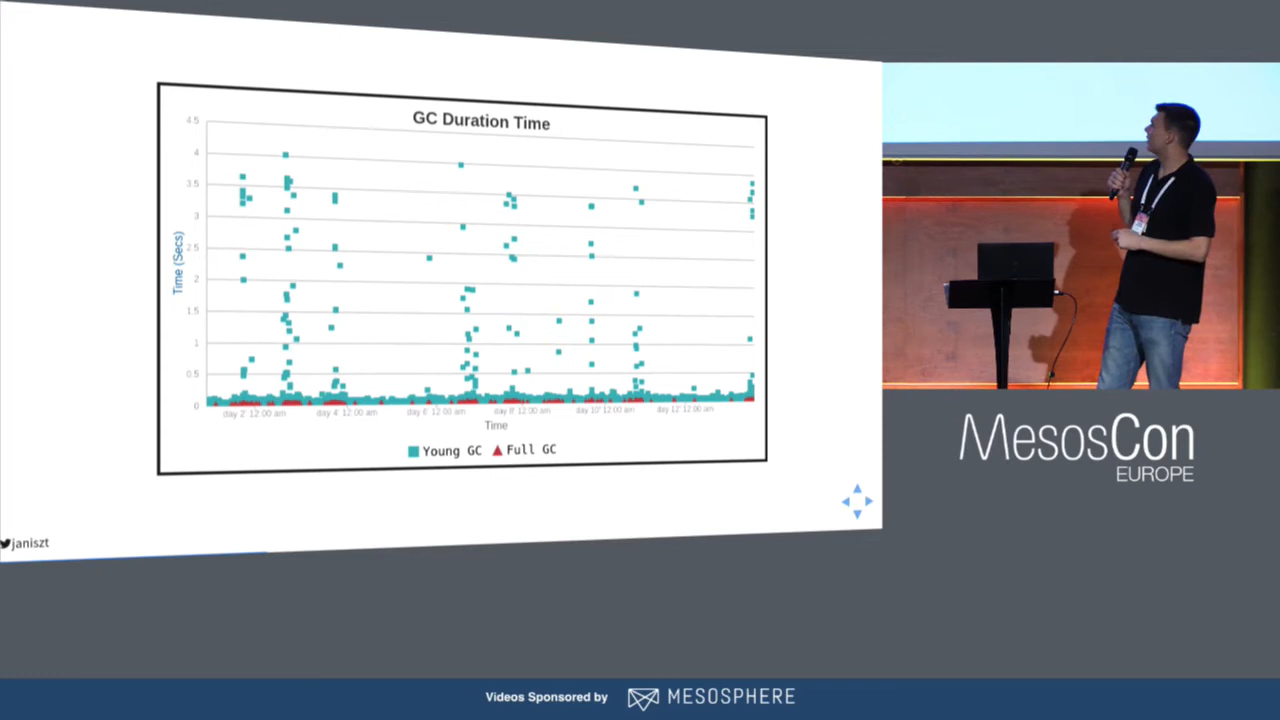 GC Duration Time
4.5
4
3.5
3
2.5
2
1.5
1
0.5
0
Time (Secs)
day 2' 12:00 am day 4' 12:00 am day 6' 12:00 am day 8' 12:00 am day 10' 12:00 am day 12' 12:00 am
Time
Young GC Full GC
janiszt
MesosCon
EUROPE
Videos Sponsored by MESOSPHERE